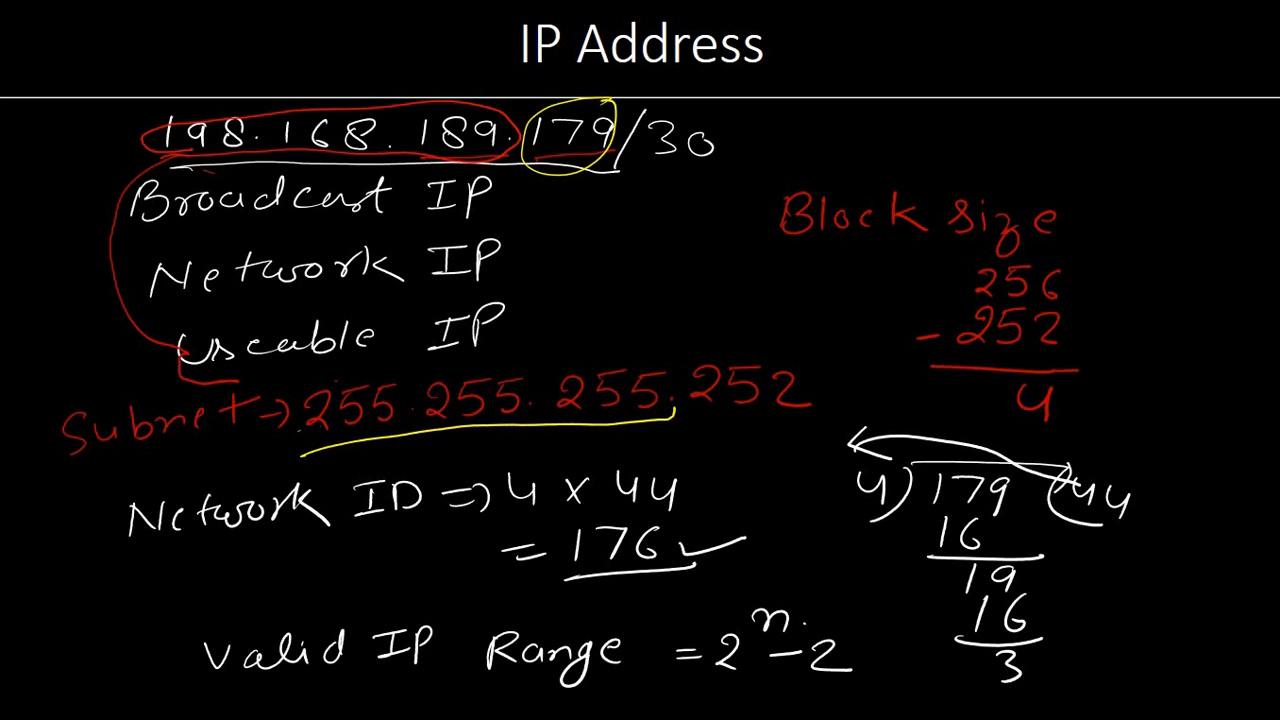 IP Address
198.168.189.179/30
Broadcast IP
Network IP
Useable IP
Subnet → 255.255.255.252
Network ID => 4 x 44
= 176 ✓
Valid IP Range = 2^n - 2
Block size
256
- 252
4
4) 179 (44
16
19
16
3